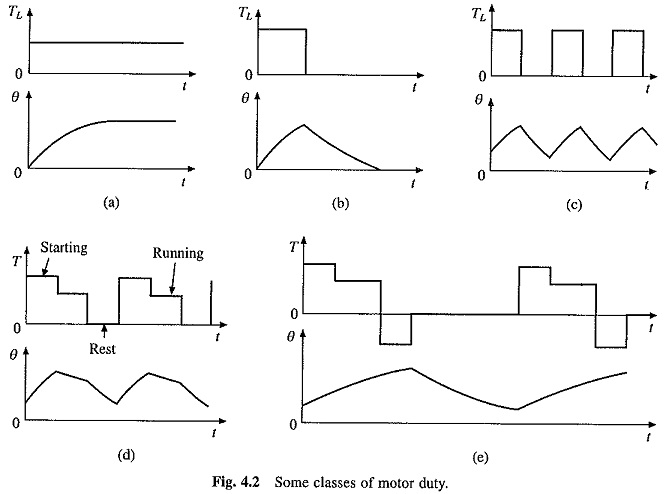 T_L
0
t
θ
0
t
(a)
T_L
0
t
θ
0
t
(b)
T_L
0
t
θ
0
t
(c)
T
Starting
Running
0
Rest
t
θ
0
t
(d)
T
0
t
θ
0
t
(e)
Fig. 4.2 Some classes of motor duty.